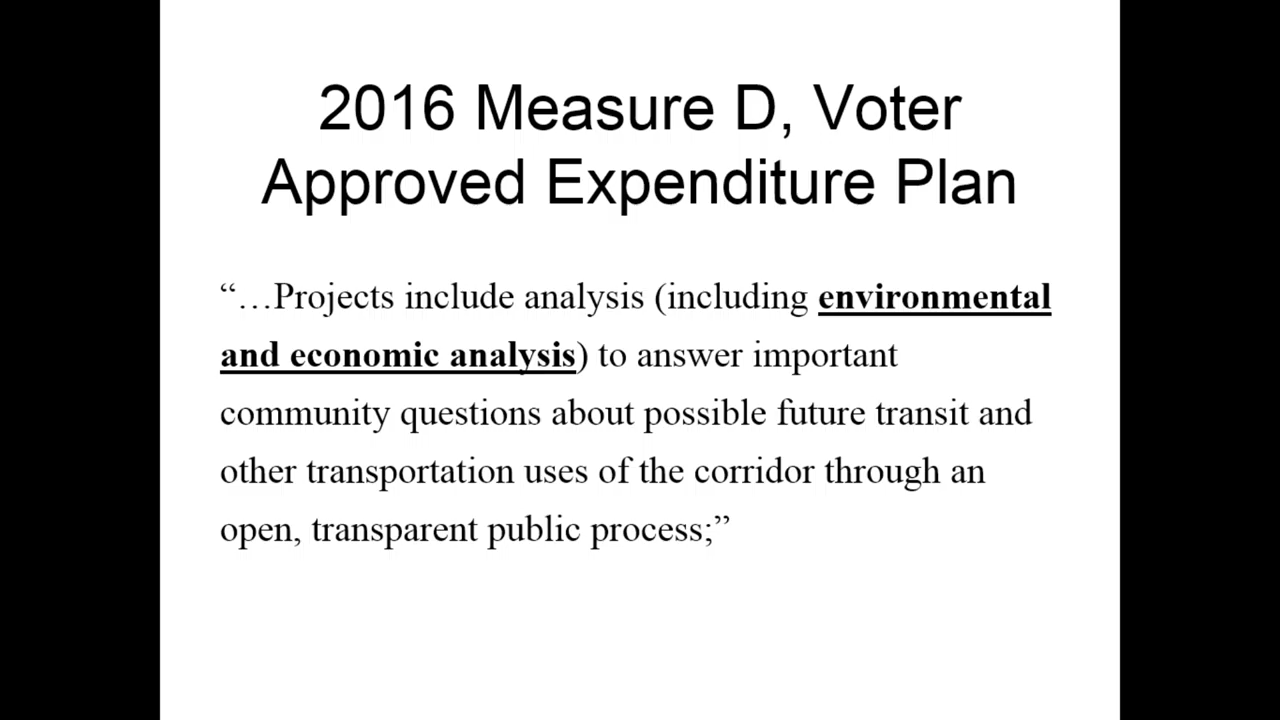 2016 Measure D, Voter
Approved Expenditure Plan
“…Projects include analysis (including environmental
and economic analysis) to answer important
community questions about possible future transit and
other transportation uses of the corridor through an
open, transparent public process;”